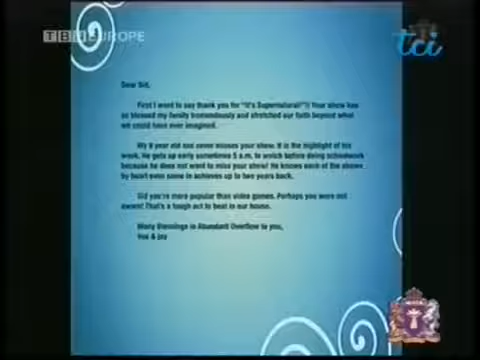 TBN EUROPE
tci
Dear Sid,
First I want to say thank you for "It's Supernatural!"! Your show has
so blessed my family tremendously and stretched our faith beyond what
we could have ever imagined.
My 8 year old son never misses your show. It is the highlight of his
week. He gets up early sometimes 5 a.m. to watch before doing schoolwork
because he does not want to miss your show! He knows each of the shows
by heart even some in achieves up to two years back.
Sid you're more popular than video games. Perhaps you were not
aware! That's a tough act to beat in our house.
Many Blessings in Abundant Overflow to you,
& Joy